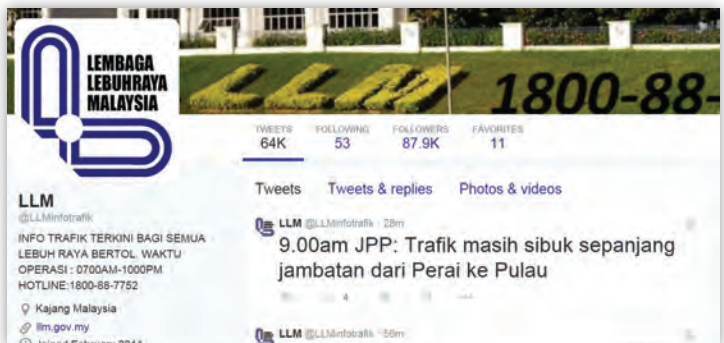 LEMBAGA
LEBUHRAYA
MALAYSIA
LLM 1800-88-
TWEETS FOLLOWING FOLLOWERS FAVORITES
64K 53 87.9K 11
LLM
@LLMinfotrafik
INFO TRAFIK TERKINI BAGI SEMUA
LEBUH RAYA BERTOL. WAKTU
OPERASI : 0700AM-1000PM
HOTLINE:1800-88-7752
Kajang Malaysia
llm.gov.my
Joined February 2011
Tweets Tweets & replies Photos & videos
LLM @LLMinfotrafik · 28m
9.00am JPP: Trafik masih sibuk sepanjang
jambatan dari Perai ke Pulau
4
LLM @LLMinfotrafik · 56m